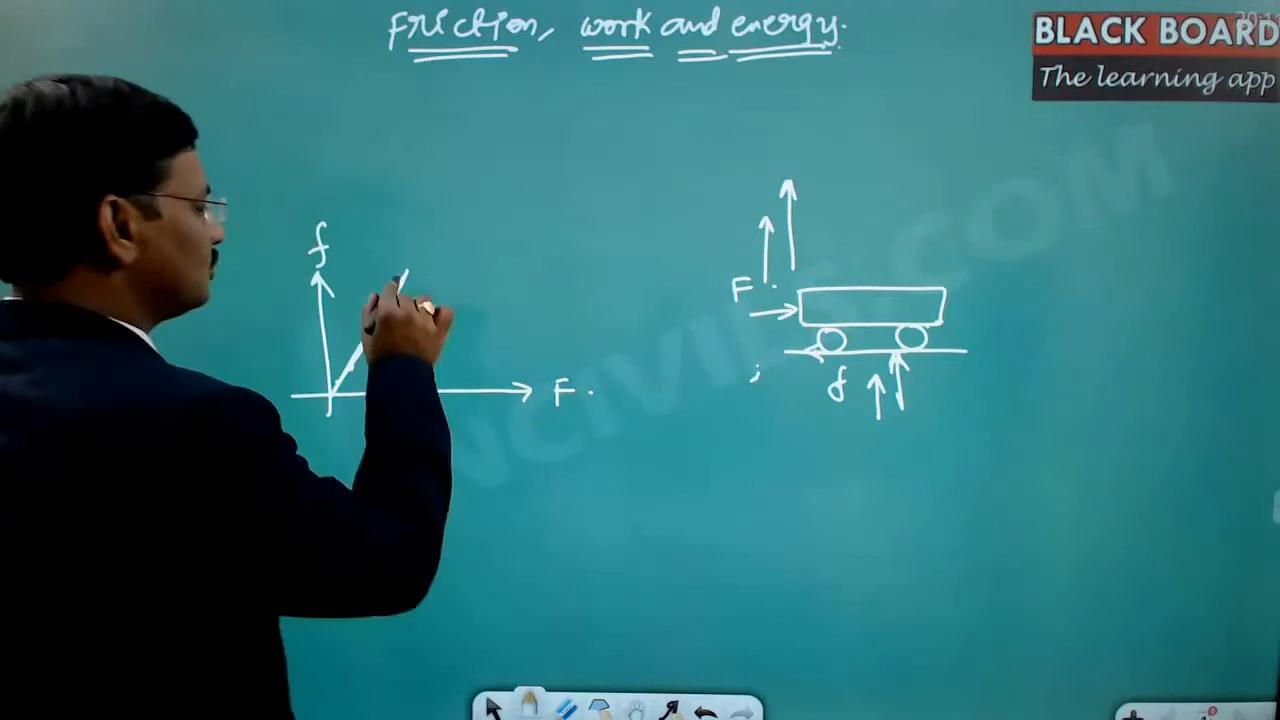 Friction, work and energy.
BLACK BOARD
The learning app
f
F
F.
f